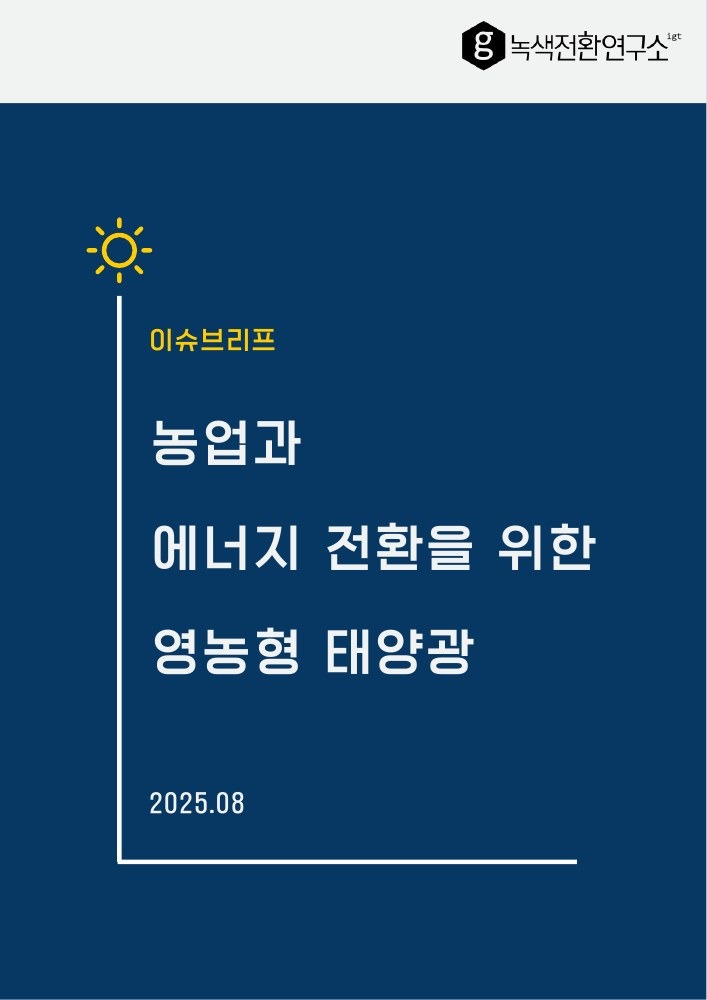 g 녹색전환연구소 igt
이슈브리프
농업과
에너지 전환을 위한
영농형 태양광
2025.08